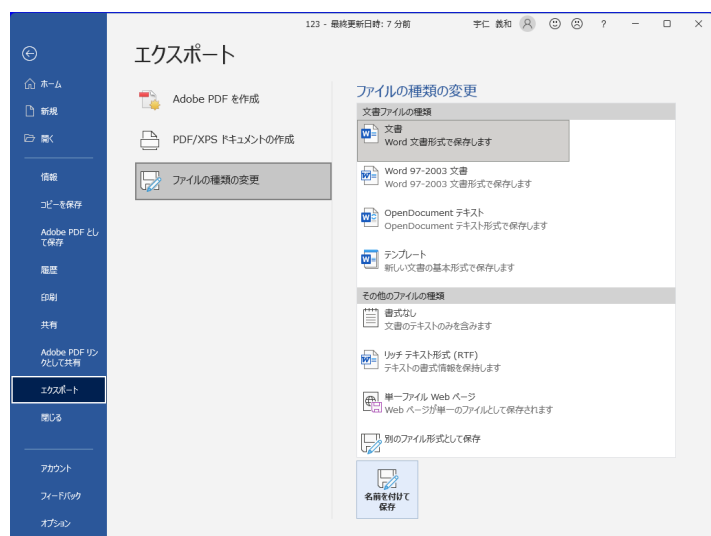 123 - 最終更新日時: 7 分前
宇仁 義和
?
エクスポート
ホーム
新規
開く
情報
コピーを保存
Adobe PDF とし
て保存
履歴
印刷
共有
Adobe PDF リン
クとして共有
エクスポート
閉じる
アカウント
フィードバック
オプション
Adobe PDF を作成
PDF/XPS ドキュメントの作成
ファイルの種類の変更
ファイルの種類の変更
文書ファイルの種類
文書
Word 文書形式で保存します
Word 97-2003 文書
Word 97-2003 文書形式で保存します
OpenDocument テキスト
OpenDocument テキスト形式で保存します
テンプレート
新しい文書の基本形式で保存します
その他のファイルの種類
書式なし
文書のテキストのみを含みます
リッチ テキスト形式 (RTF)
テキストの書式情報を保持します
単一ファイル Web ページ
Web ページが単一のファイルとして保存されます
別のファイル形式として保存
名前を付けて
保存